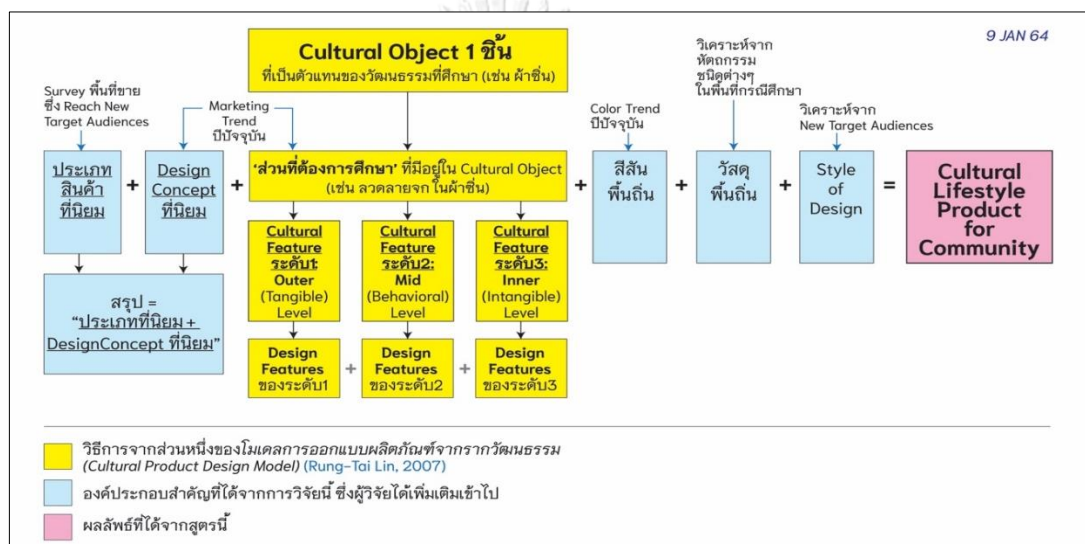 9 JAN 64
Cultural Object 1 ชิ้น
ที่เป็นตัวแทนของวัฒนธรรมที่ศึกษา (เช่น ผ้าซิ่น)
Survey พื้นที่ขาย
ซึ่ง Reach New
Target Audiences
Marketing
Trend
ปีปัจจุบัน
Color Trend
ปีปัจจุบัน
วิเคราะห์จาก
หัตถกรรม
ชนิดต่างๆ
ในพื้นที่กรณีศึกษา
วิเคราะห์จาก
New Target Audiences
ประเภท
สินค้า
ที่นิยม
+
Design
Concept
ที่นิยม
+
‘ส่วนที่ต้องการศึกษา’ ที่มีอยู่ใน Cultural Object
(เช่น ลวดลายจก ในผ้าซิ่น)
+
สีสัน
พื้นถิ่น
+
วัสดุ
พื้นถิ่น
+
Style
of
Design
=
Cultural
Lifestyle
Product
for
Community
Cultural
Feature
ระดับ1:
Outer
(Tangible)
Level
Cultural
Feature
ระดับ2:
Mid
(Behavioral)
Level
Cultural
Feature
ระดับ3:
Inner
(Intangible)
Level
สรุป =
“ประเภทที่นิยม +
DesignConcept ที่นิยม”
Design
Features
ของระดับ1
+
Design
Features
ของระดับ2
+
Design
Features
ของระดับ3
วิธีการจากส่วนหนึ่งของโมเดลการออกแบบผลิตภัณฑ์จากรากวัฒนธรรม
(Cultural Product Design Model) (Rung-Tai Lin, 2007)
องค์ประกอบสำคัญที่ได้จากการวิจัยนี้ ซึ่งผู้วิจัยได้เพิ่มเติมเข้าไป
ผลลัพธ์ที่ได้จากสูตรนี้